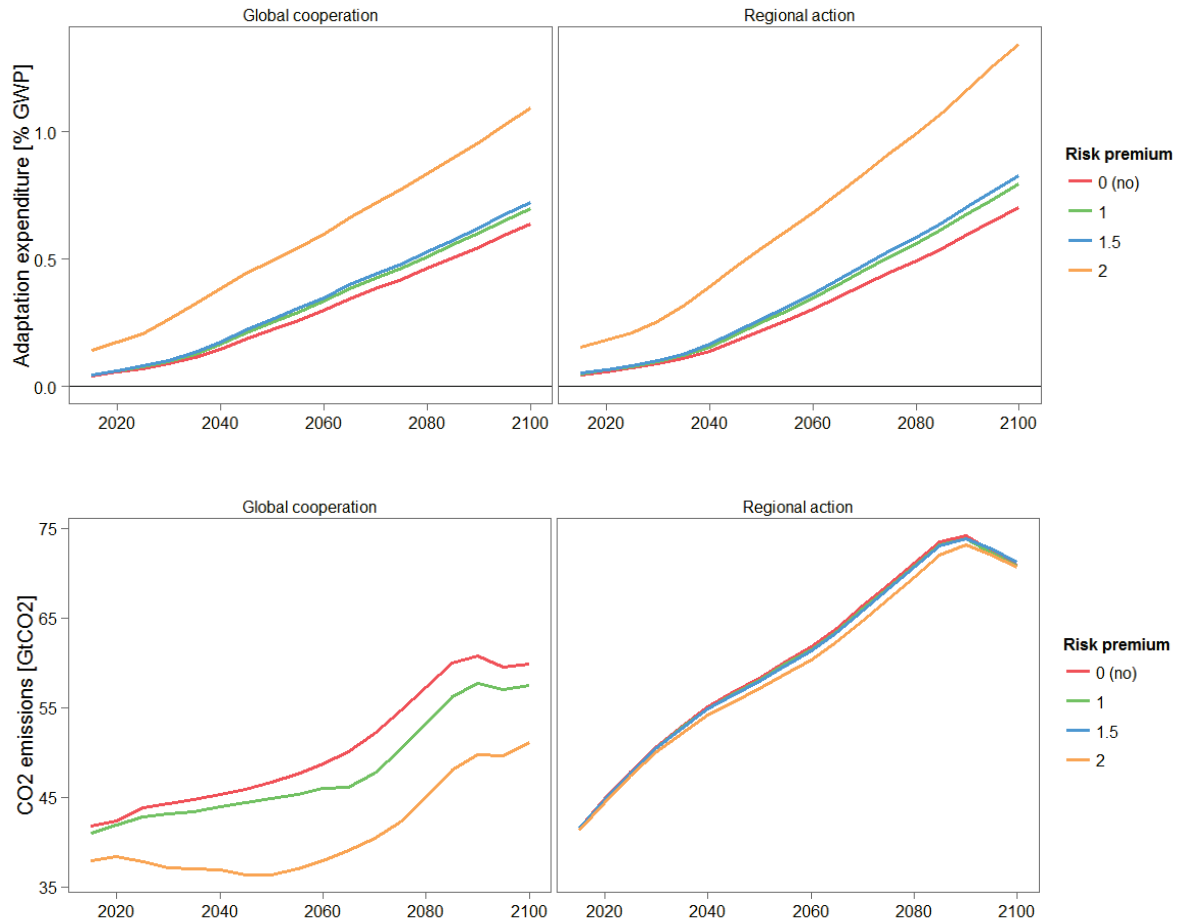 Global cooperation
Regional action
Adaptation expenditure [% GWP]
1.0
0.5
0.0
2020 2040 2060 2080 2100
2020 2040 2060 2080 2100
Risk premium
0 (no)
1
1.5
2
Global cooperation
Regional action
CO2 emissions [GtCO2]
75
65
55
45
35
2020 2040 2060 2080 2100
2020 2040 2060 2080 2100
Risk premium
0 (no)
1
1.5
2